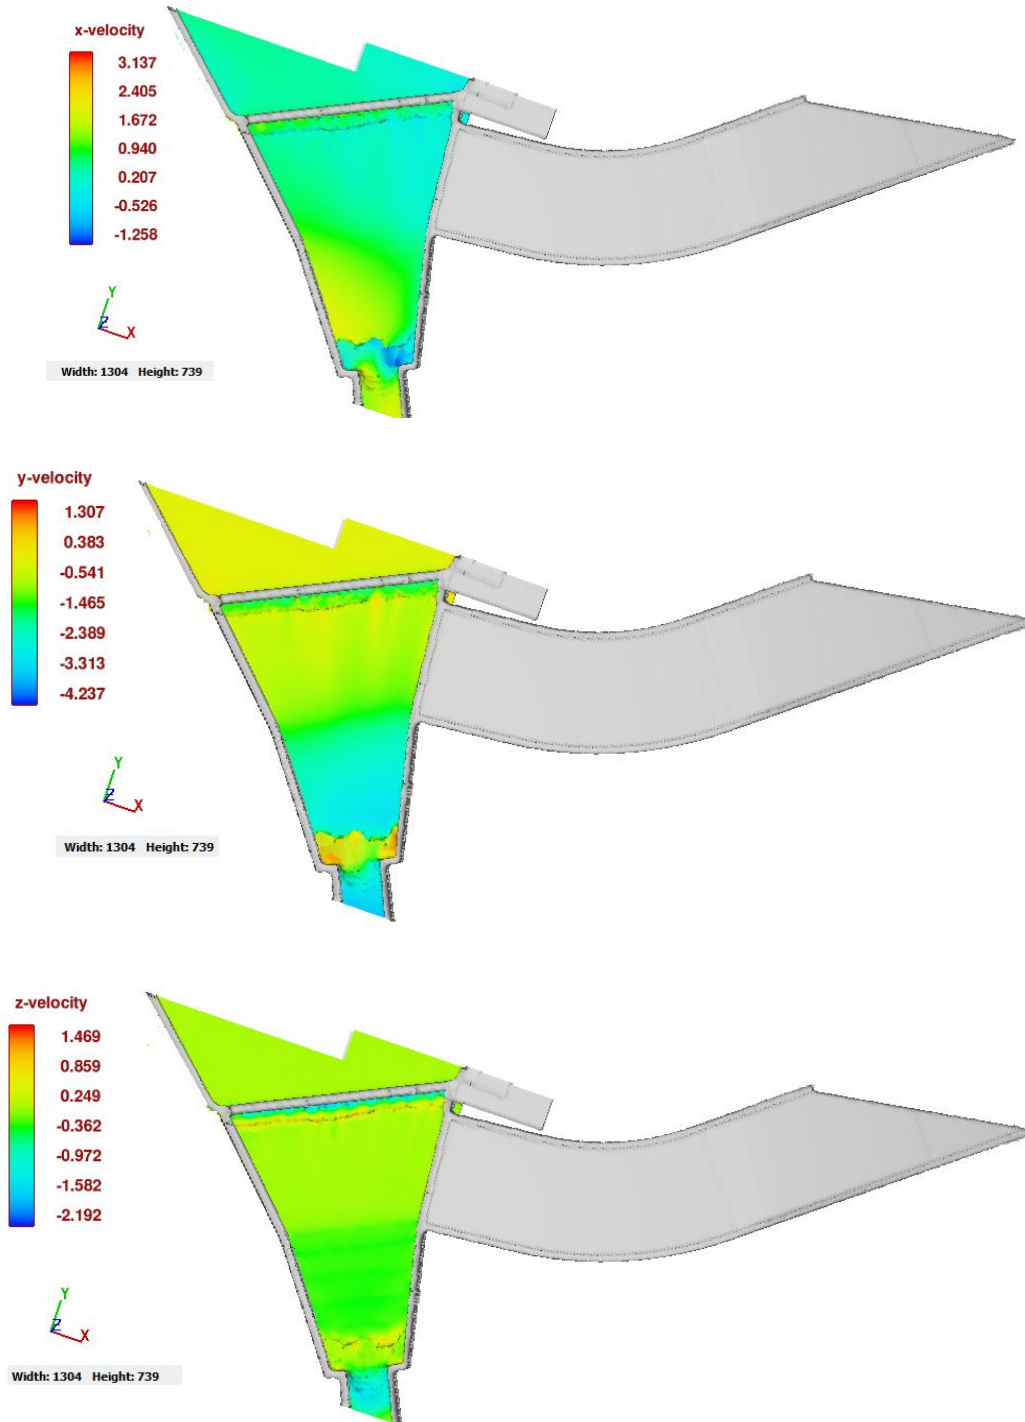 x-velocity
3.137
2.405
1.672
0.940
0.207
-0.526
-1.258
Y
Z
X
Width: 1304 Height: 739
y-velocity
1.307
0.383
-0.541
-1.465
-2.389
-3.313
-4.237
Y
Z
X
Width: 1304 Height: 739
z-velocity
1.469
0.859
0.249
-0.362
-0.972
-1.582
-2.192
Y
Z
X
Width: 1304 Height: 739